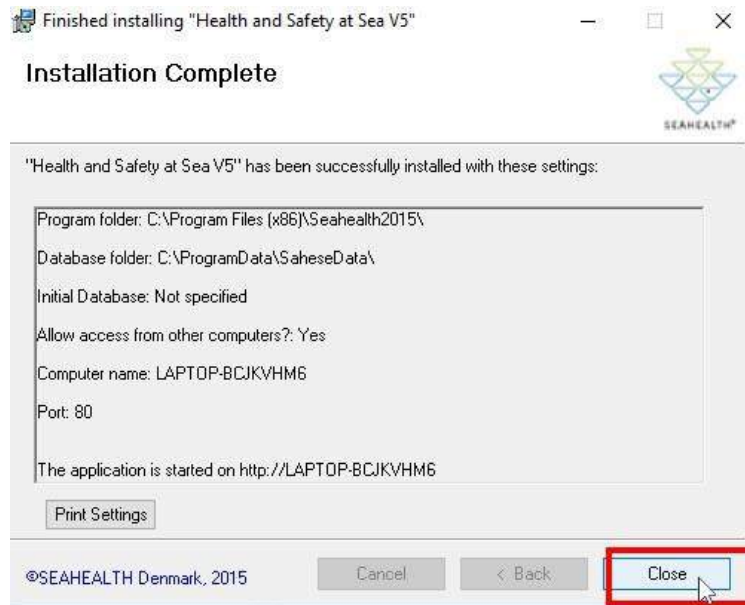 Finished installing "Health and Safety at Sea V5"
Installation Complete
SEAHEALTH®
"Health and Safety at Sea V5" has been successfully installed with these settings:
Program folder: C:\Program Files (x86)\Seahealth2015\
Database folder: C:\ProgramData\SaheseData\
Initial Database: Not specified
Allow access from other computers?: Yes
Computer name: LAPTOP-BCJKVHM6
Port: 80
The application is started on http://LAPTOP-BCJKVHM6
Print Settings
©SEAHEALTH Denmark, 2015
Cancel
< Back
Close